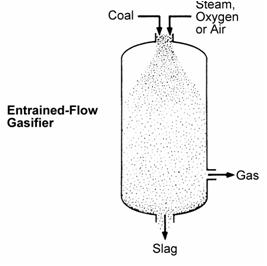 Coal
Steam,
Oxygen
or Air
Entrained-Flow
Gasifier
Gas
Slag